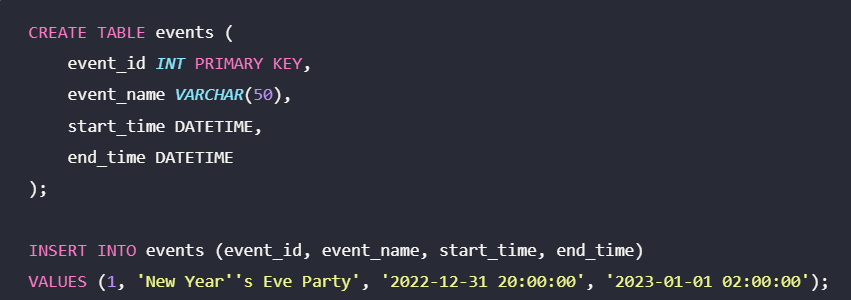 CREATE TABLE events (
    event_id INT PRIMARY KEY,
    event_name VARCHAR(50),
    start_time DATETIME,
    end_time DATETIME
);

INSERT INTO events (event_id, event_name, start_time, end_time)
VALUES (1, 'New Year''s Eve Party', '2022-12-31 20:00:00', '2023-01-01 02:00:00');